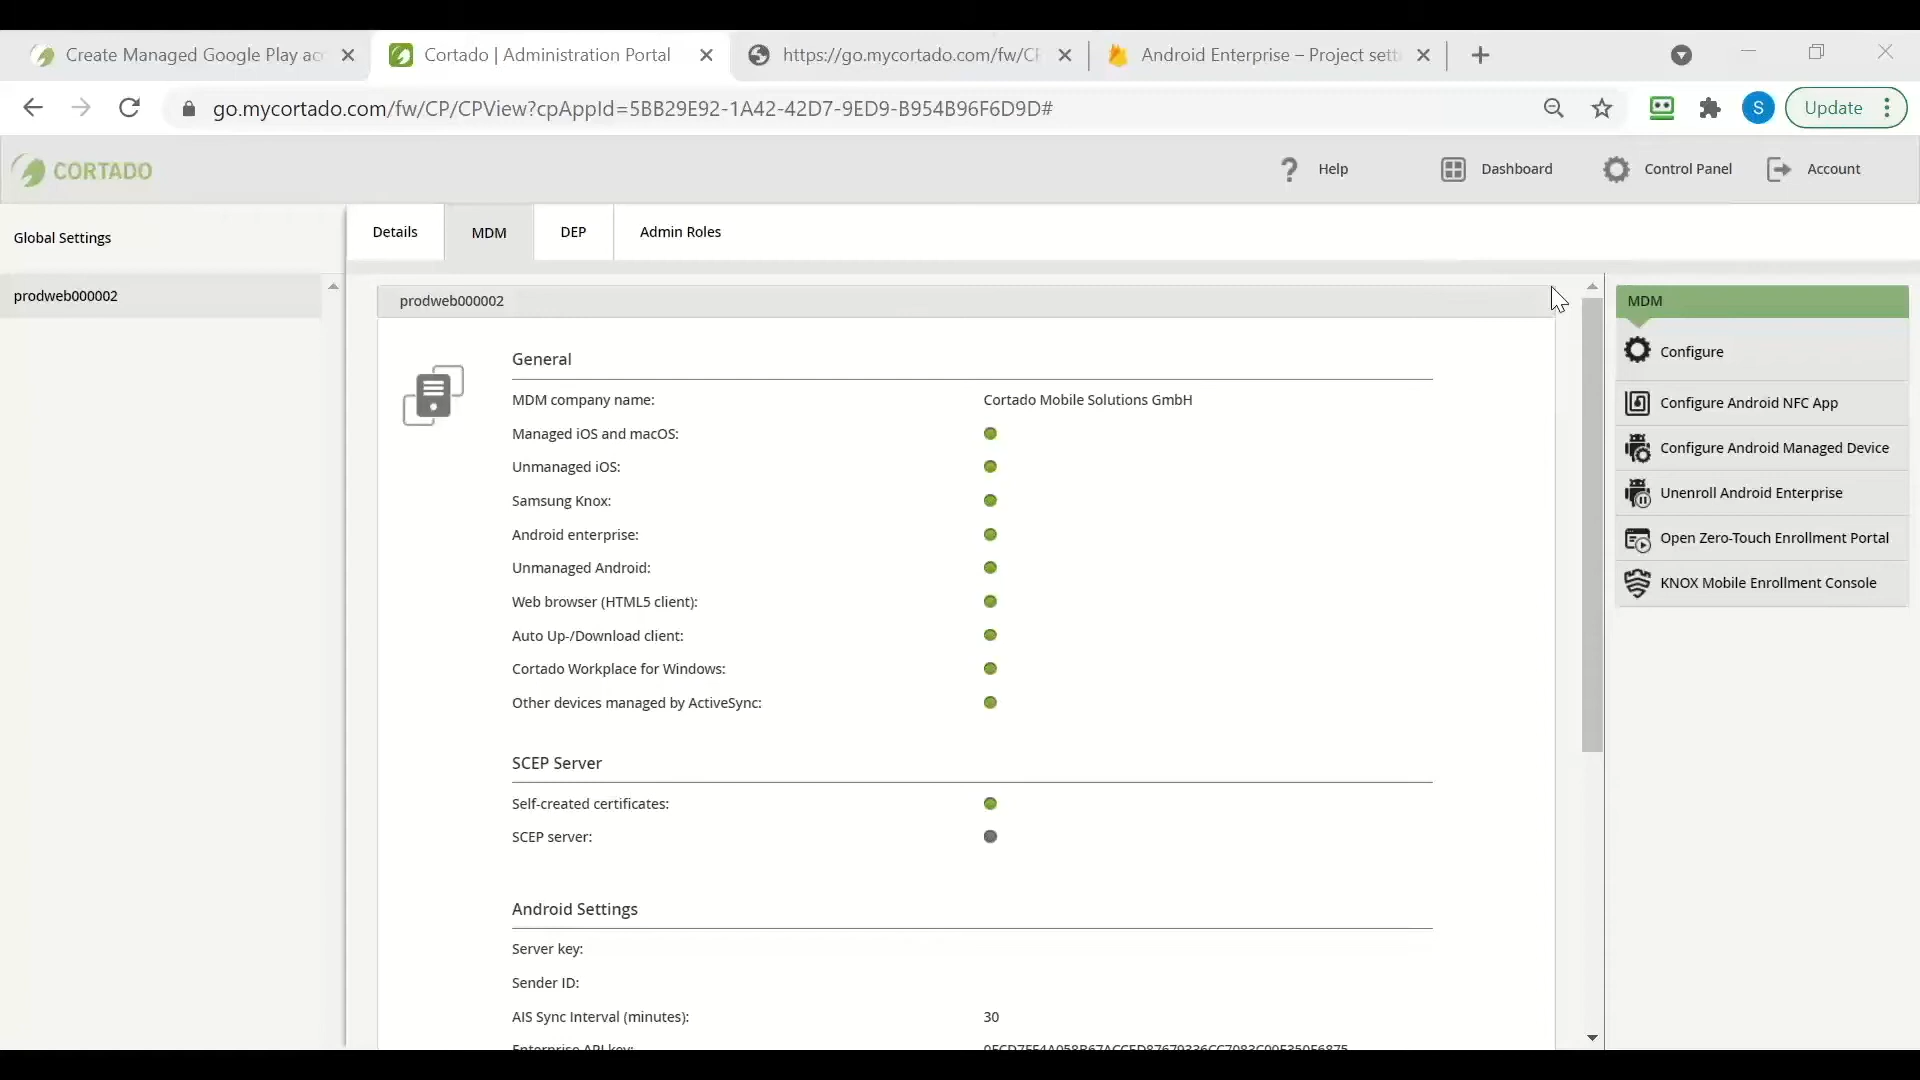 Create Managed Google Play acc
Cortado | Administration Portal
https://go.mycortado.com/fw/CP
Android Enterprise – Project setti
go.mycortado.com/fw/CP/CPView?cpAppId=5BB29E92-1A42-42D7-9ED9-B954B96F6D9D#
S
Update
CORTADO
Help
Dashboard
Control Panel
Account
Global Settings
Details
MDM
DEP
Admin Roles
prodweb000002
prodweb000002
General
MDM company name: Cortado Mobile Solutions GmbH
Managed iOS and macOS:
Unmanaged iOS:
Samsung Knox:
Android enterprise:
Unmanaged Android:
Web browser (HTML5 client):
Auto Up-/Download client:
Cortado Workplace for Windows:
Other devices managed by ActiveSync:
SCEP Server
Self-created certificates:
SCEP server:
Android Settings
Server key:
Sender ID:
AIS Sync Interval (minutes): 30
Enterprise API key:
MDM
Configure
Configure Android NFC App
Configure Android Managed Device
Unenroll Android Enterprise
Open Zero-Touch Enrollment Portal
KNOX Mobile Enrollment Console